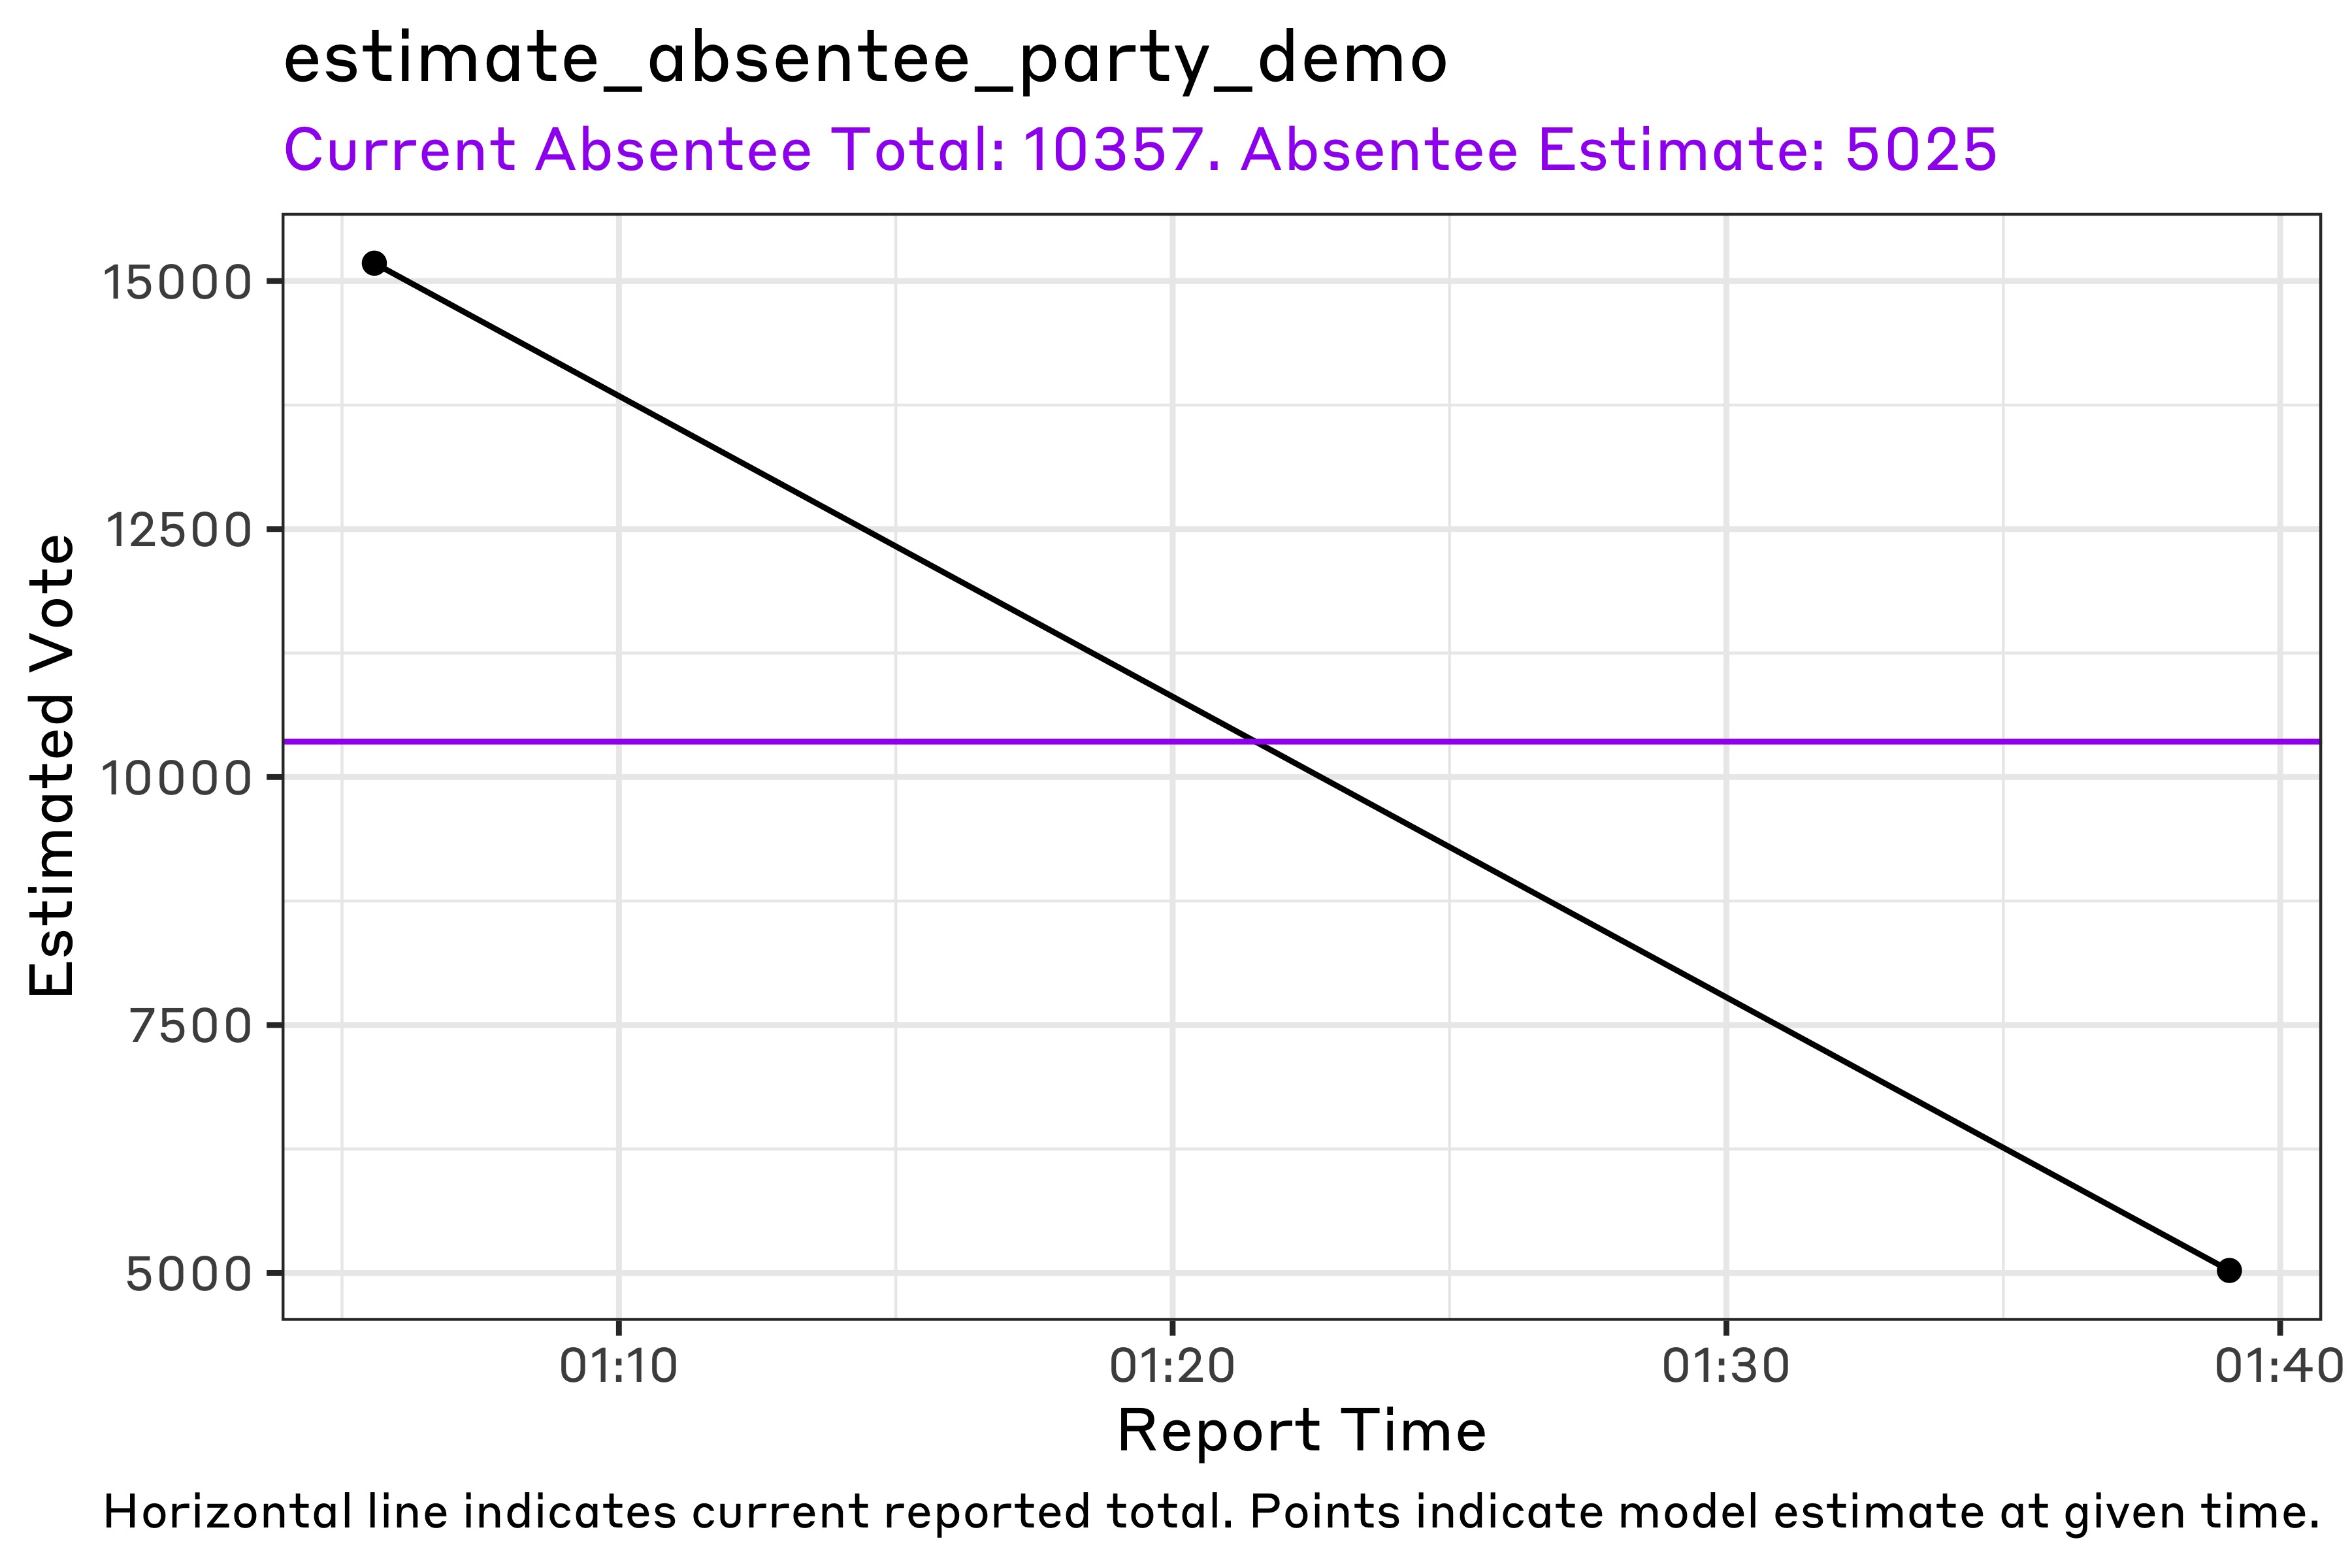 estimate_absentee_party_demo
Current Absentee Total: 10357. Absentee Estimate: 5025
Estimated Vote
15000
12500
10000
7500
5000
01:10 01:20 01:30 01:40
Report Time
Horizontal line indicates current reported total. Points indicate model estimate at given time.